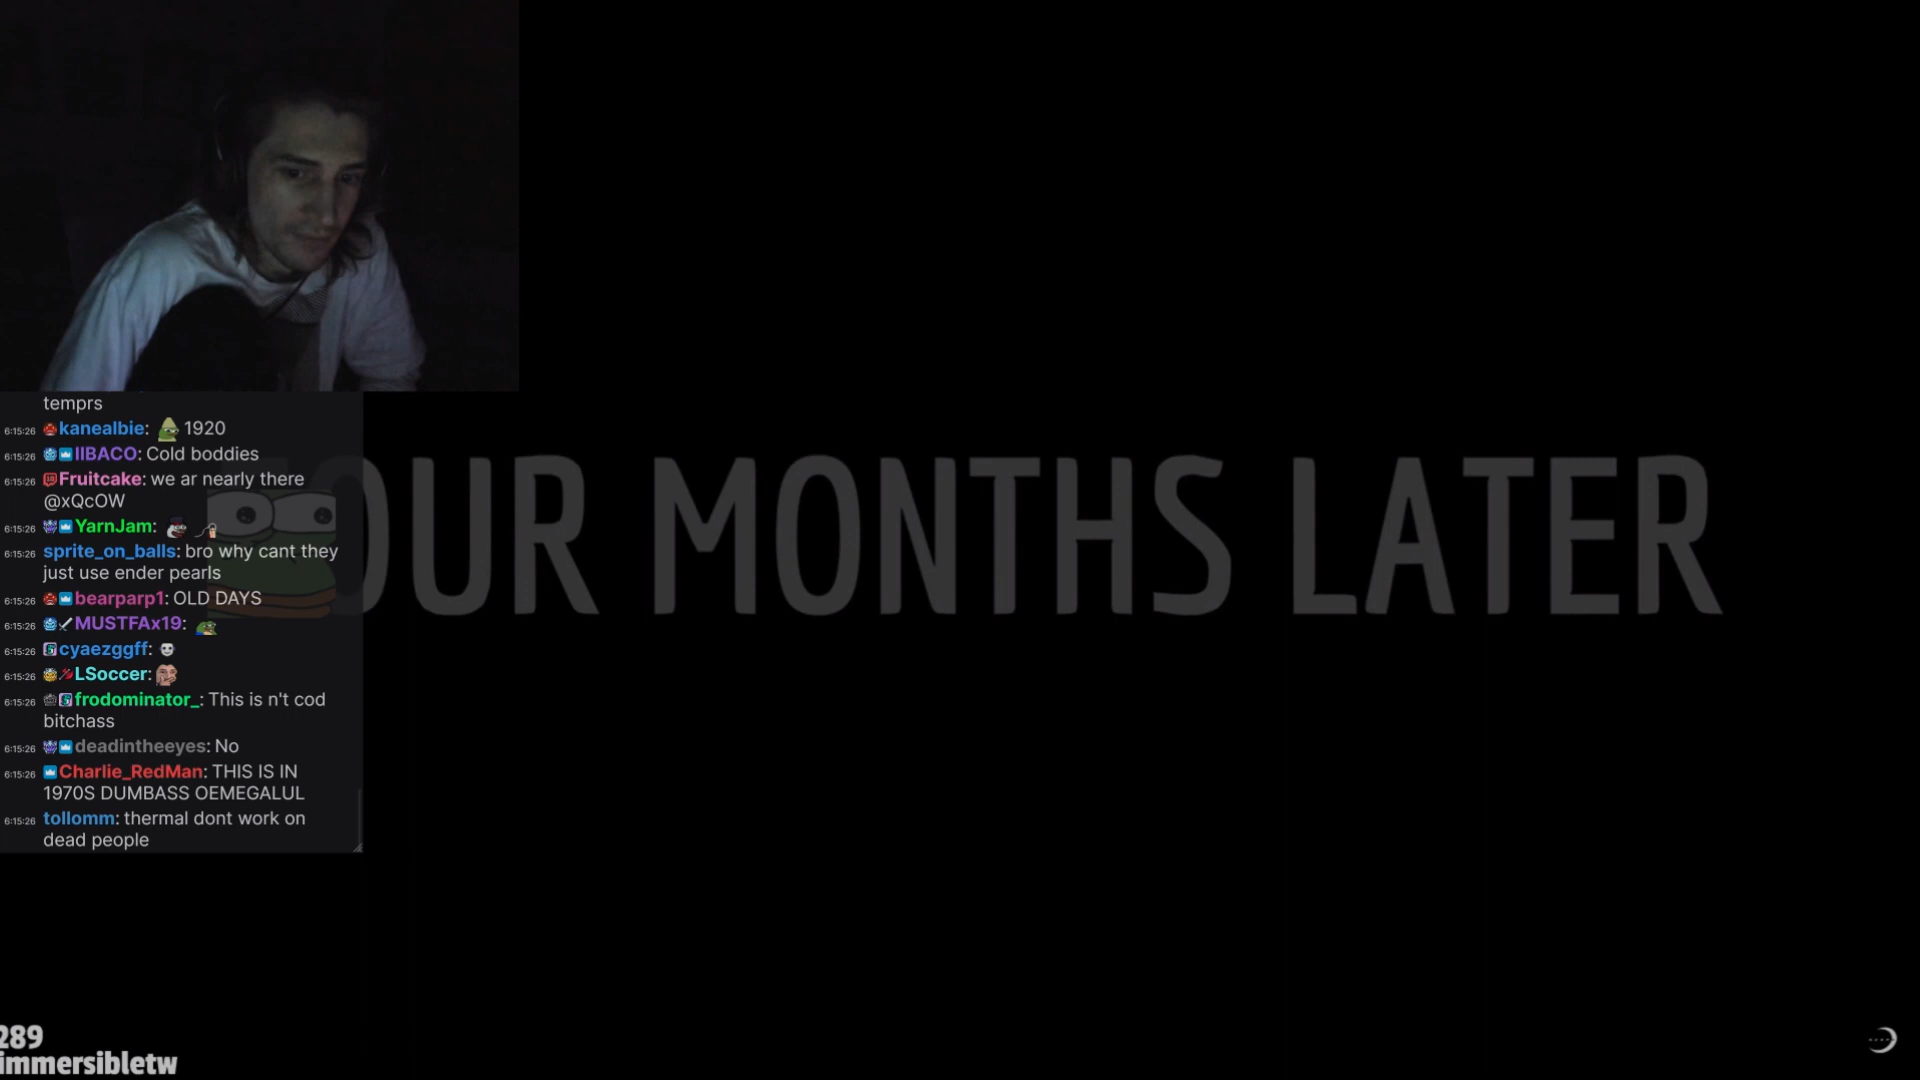 temprs
6:15:26 kanealbie: 1920
6:15:26 IIBACO: Cold boddies
6:15:26 Fruitcake: we ar nearly there
@xQcOW
6:15:26 YarnJam:
6:15:26 sprite_on_balls: bro why cant they
just use ender pearls
6:15:26 bearparp1: OLD DAYS
6:15:26 MUSTFAx19:
6:15:26 cyaezggff:
6:15:26 LSoccer:
6:15:26 frodominator_: This is n't cod
bitchass
6:15:26 deadintheeyes: No
6:15:26 Charlie_RedMan: THIS IS IN
1970S DUMBASS OEMEGALUL
6:15:26 tollomm: thermal dont work on
dead people
OUR MONTHS LATER
289
immersibletw